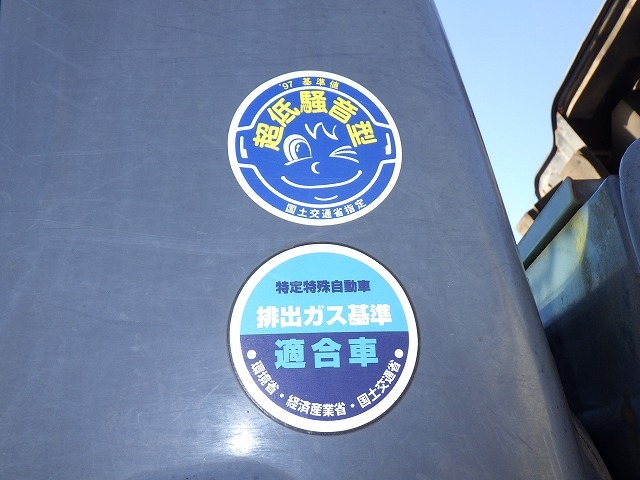 '97 基準値
超低騒音型
国土交通省指定
特定特殊自動車
排出ガス基準
適合車
●環境省・経済産業省・国土交通省●